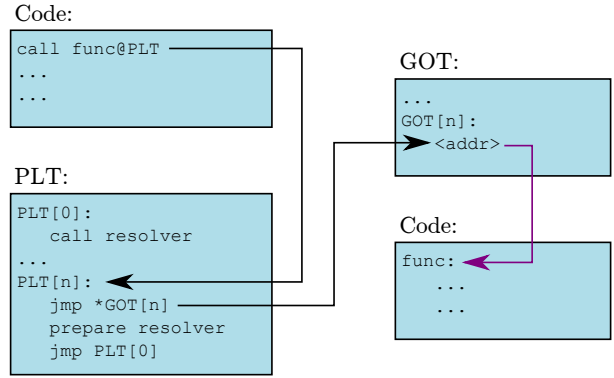 Code:
call func@PLT
...
...
PLT:
PLT[0]:
call resolver
...
PLT[n]:
jmp *GOT[n]
prepare resolver
jmp PLT[0]
GOT:
...
GOT[n]:
<addr>
Code:
func:
...
...